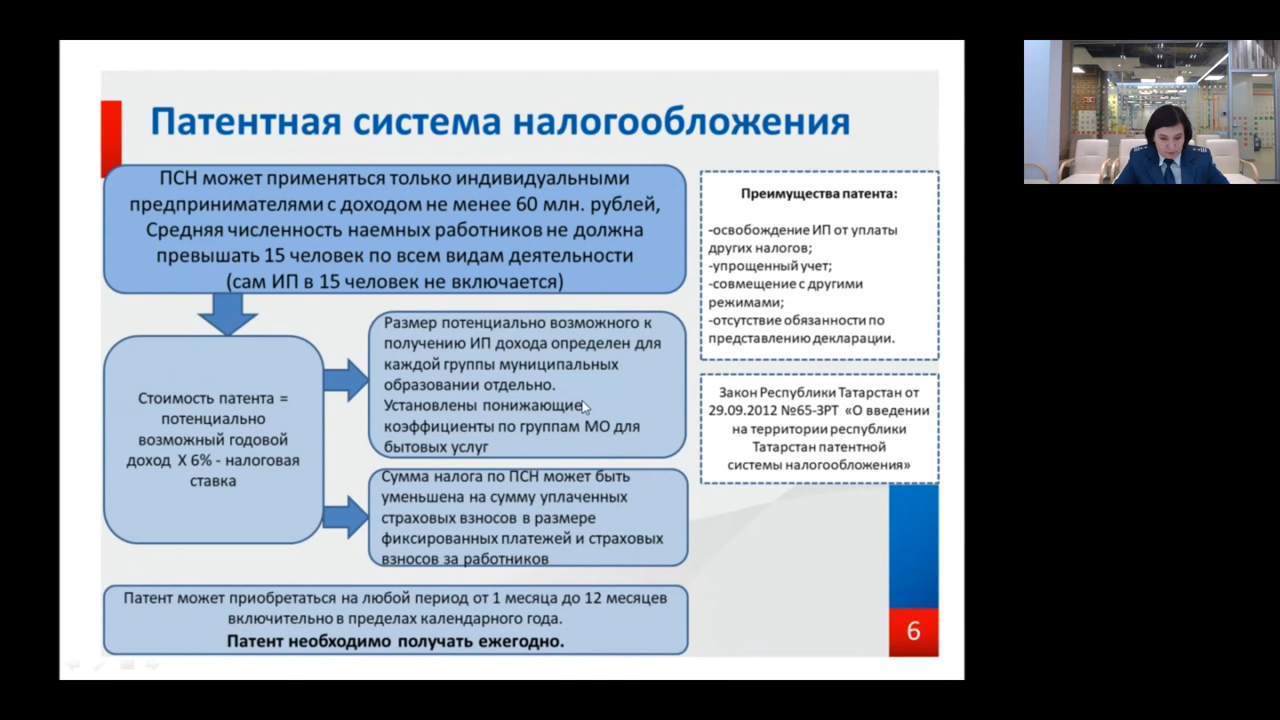 Патентная система налогообложения
ПСН может применяться только индивидуальными
предпринимателями с доходом не менее 60 млн. рублей,
Средняя численность наемных работников не должна
превышать 15 человек по всем видам деятельности
(сам ИП в 15 человек не включается)
Стоимость патента =
потенциально
возможный годовой
доход Х 6% - налоговая
ставка
Размер потенциально возможного к
получению ИП дохода определен для
каждой группы муниципальных
образовании отдельно.
Установлены понижающие
коэффициенты по группам МО для
бытовых услуг
Сумма налога по ПСН может быть
уменьшена на сумму уплаченных
страховых взносов в размере
фиксированных платежей и страховых
взносов за работников
Патент может приобретаться на любой период от 1 месяца до 12 месяцев
включительно в пределах календарного года.
Патент необходимо получать ежегодно.
Преимущества патента:
-освобождение ИП от уплаты
других налогов;
-упрощенный учет;
-совмещение с другими
режимами;
-отсутствие обязанности по
представлению декларации.
Закон Республики Татарстан от
29.09.2012 №65-ЗРТ «О введении
на территории республики
Татарстан патентной
системы налогообложения»
6